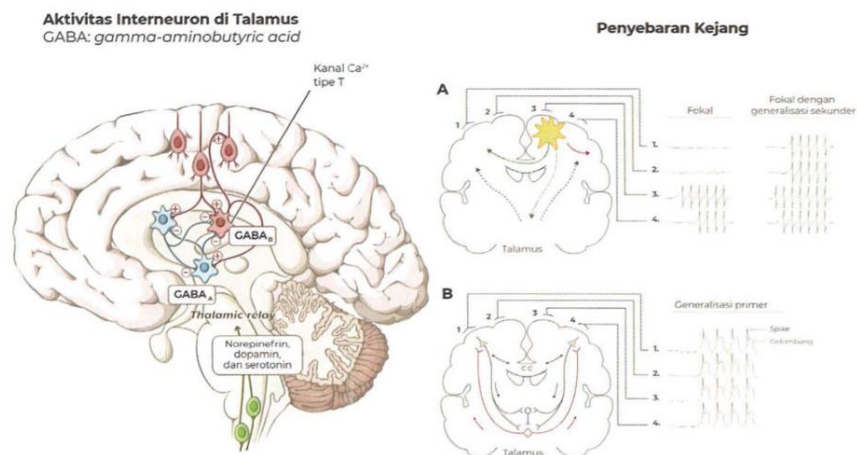 Aktivitas Interneuron di Talamus
GABA: gamma-aminobutyric acid
Kanal Ca²⁺
tipe T
+
+
+
−
−
−
−
+
GABA_B
GABA_A
Thalamic relay
Norepinefrin,
dopamin,
dan serotonin
Penyebaran Kejang
A
1
2
3
4
Fokal
Fokal dengan
generalisasi sekunder
1.
2.
3.
4.
Talamus
B
1
2
3
4
Generalisasi primer
Spike
Gelombang
CC
1.
2.
3.
4.
Talamus